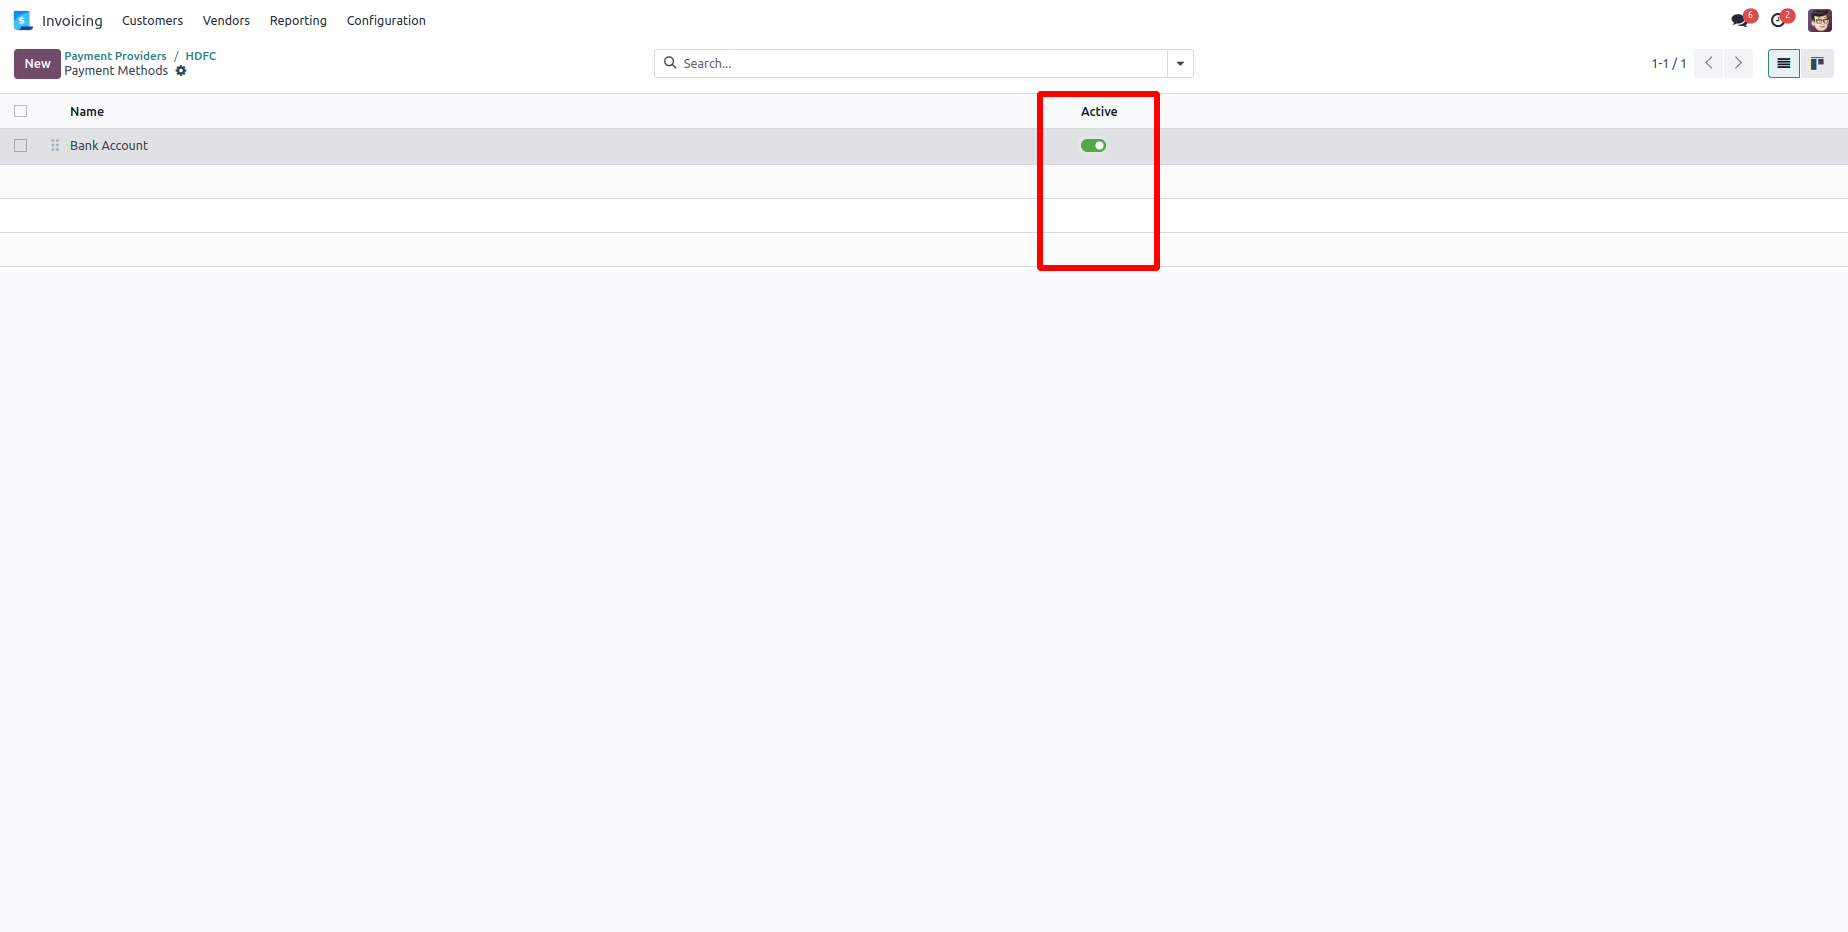 Invoicing Customers Vendors Reporting Configuration 6 2
New Payment Providers / HDFC
Payment Methods
Search...
1-1 / 1
Name Active
Bank Account